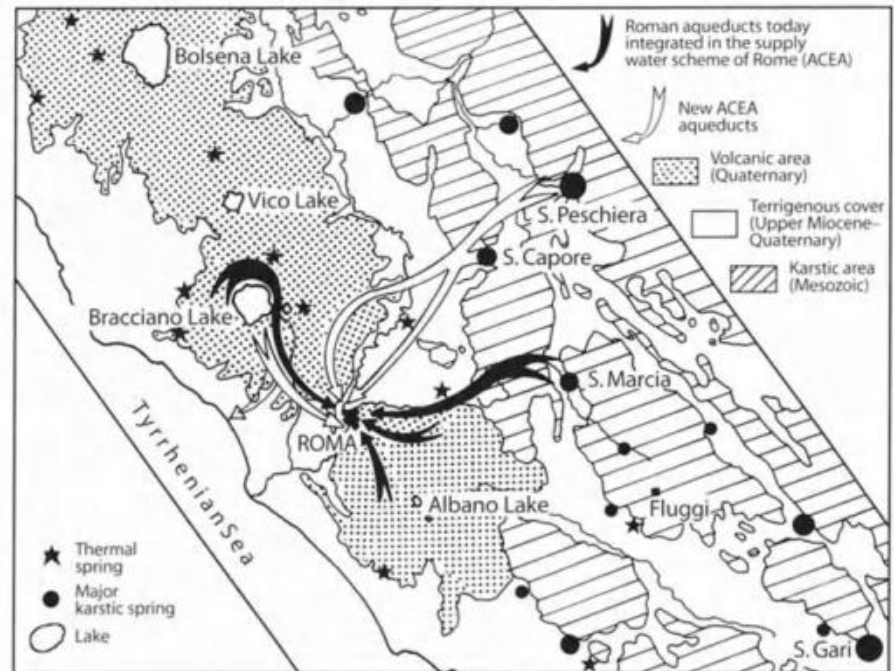 Bolsena Lake
Vico Lake
Bracciano Lake
ROMA
Albano Lake
Tyrrhenian Sea
S. Peschiera
S. Capore
S. Marcia
Fluggi
S. Gari
Roman aqueducts today
integrated in the supply
water scheme of Rome (ACEA)
New ACEA
aqueducts
Volcanic area
(Quaternary)
Terrigenous cover
(Upper Miocene–
Quaternary)
Karstic area
(Mesozoic)
Thermal
spring
Major
karstic spring
Lake